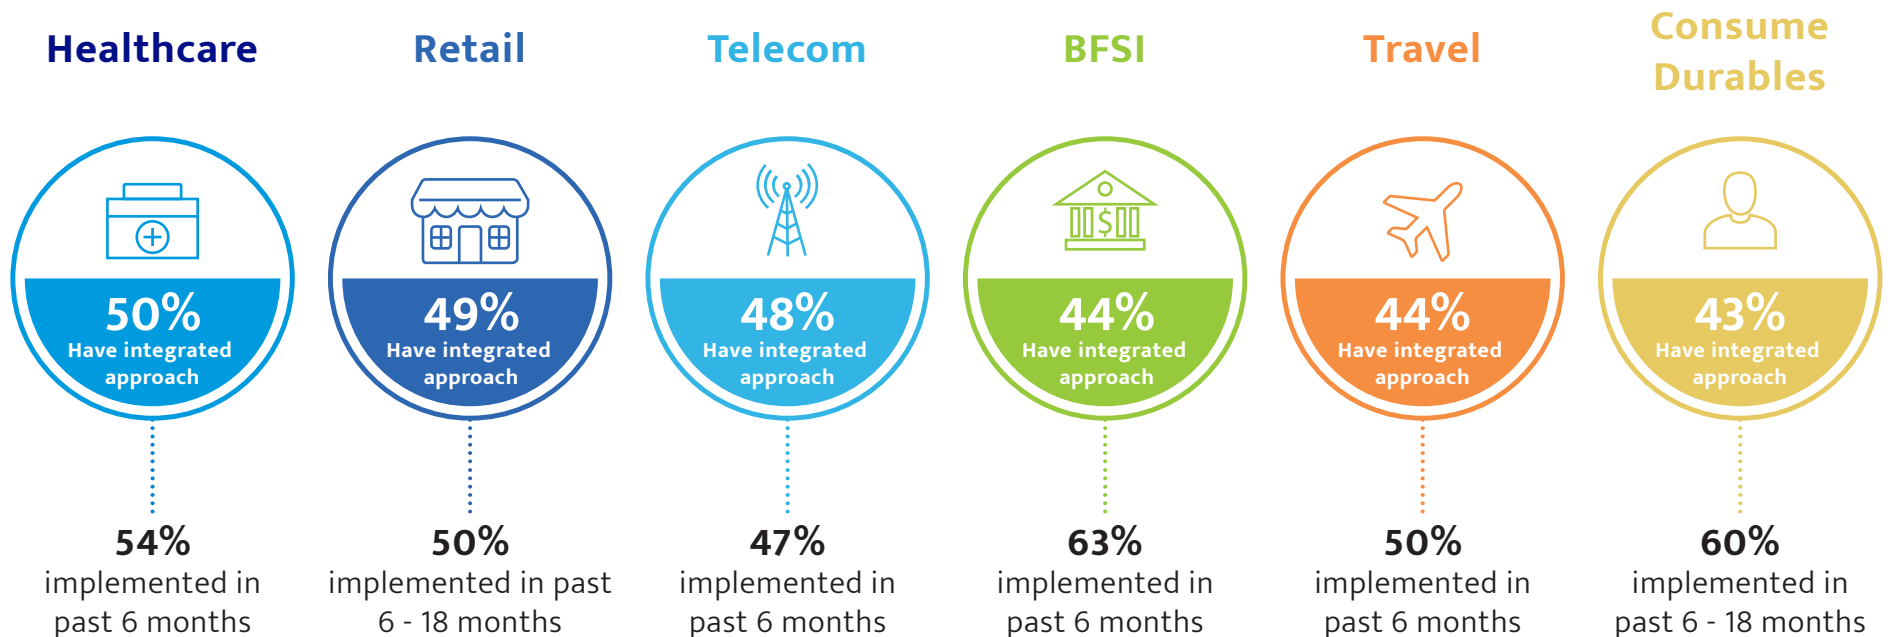 Healthcare
50%
Have integrated
approach
54%
implemented in
past 6 months
Retail
49%
Have integrated
approach
50%
implemented in past
6 - 18 months
Telecom
48%
Have integrated
approach
47%
implemented in
past 6 months
BFSI
$
44%
Have integrated
approach
63%
implemented in
past 6 months
Travel
44%
Have integrated
approach
50%
implemented in
past 6 months
Consume
Durables
43%
Have integrated
approach
60%
implemented in
past 6 - 18 months